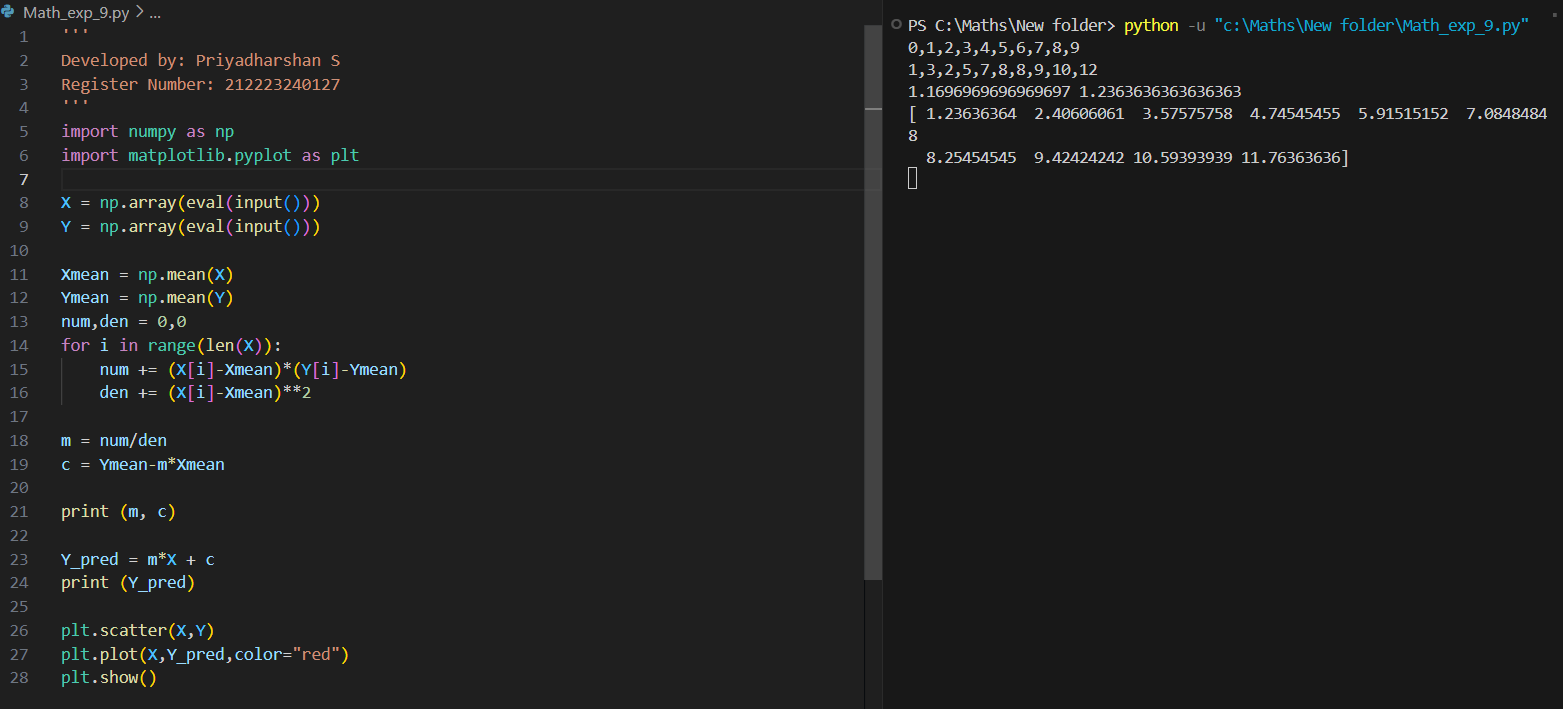 Math_exp_9.py > ...
1 '''
2 Developed by: Priyadharshan S
3 Register Number: 212223240127
4 '''
5 import numpy as np
6 import matplotlib.pyplot as plt
7
8 X = np.array(eval(input()))
9 Y = np.array(eval(input()))
10
11 Xmean = np.mean(X)
12 Ymean = np.mean(Y)
13 num,den = 0,0
14 for i in range(len(X)):
15 num += (X[i]-Xmean)*(Y[i]-Ymean)
16 den += (X[i]-Xmean)**2
17
18 m = num/den
19 c = Ymean-m*Xmean
20
21 print (m, c)
22
23 Y_pred = m*X + c
24 print (Y_pred)
25
26 plt.scatter(X,Y)
27 plt.plot(X,Y_pred,color="red")
28 plt.show()
PS C:\Maths\New folder> python -u "c:\Maths\New folder\Math_exp_9.py"
0,1,2,3,4,5,6,7,8,9
1,3,2,5,7,8,8,9,10,12
1.1696969696969697 1.2363636363636363
[ 1.23636364 2.40606061 3.57575758 4.74545455 5.91515152 7.0848484
8
8.25454545 9.42424242 10.59393939 11.76363636]